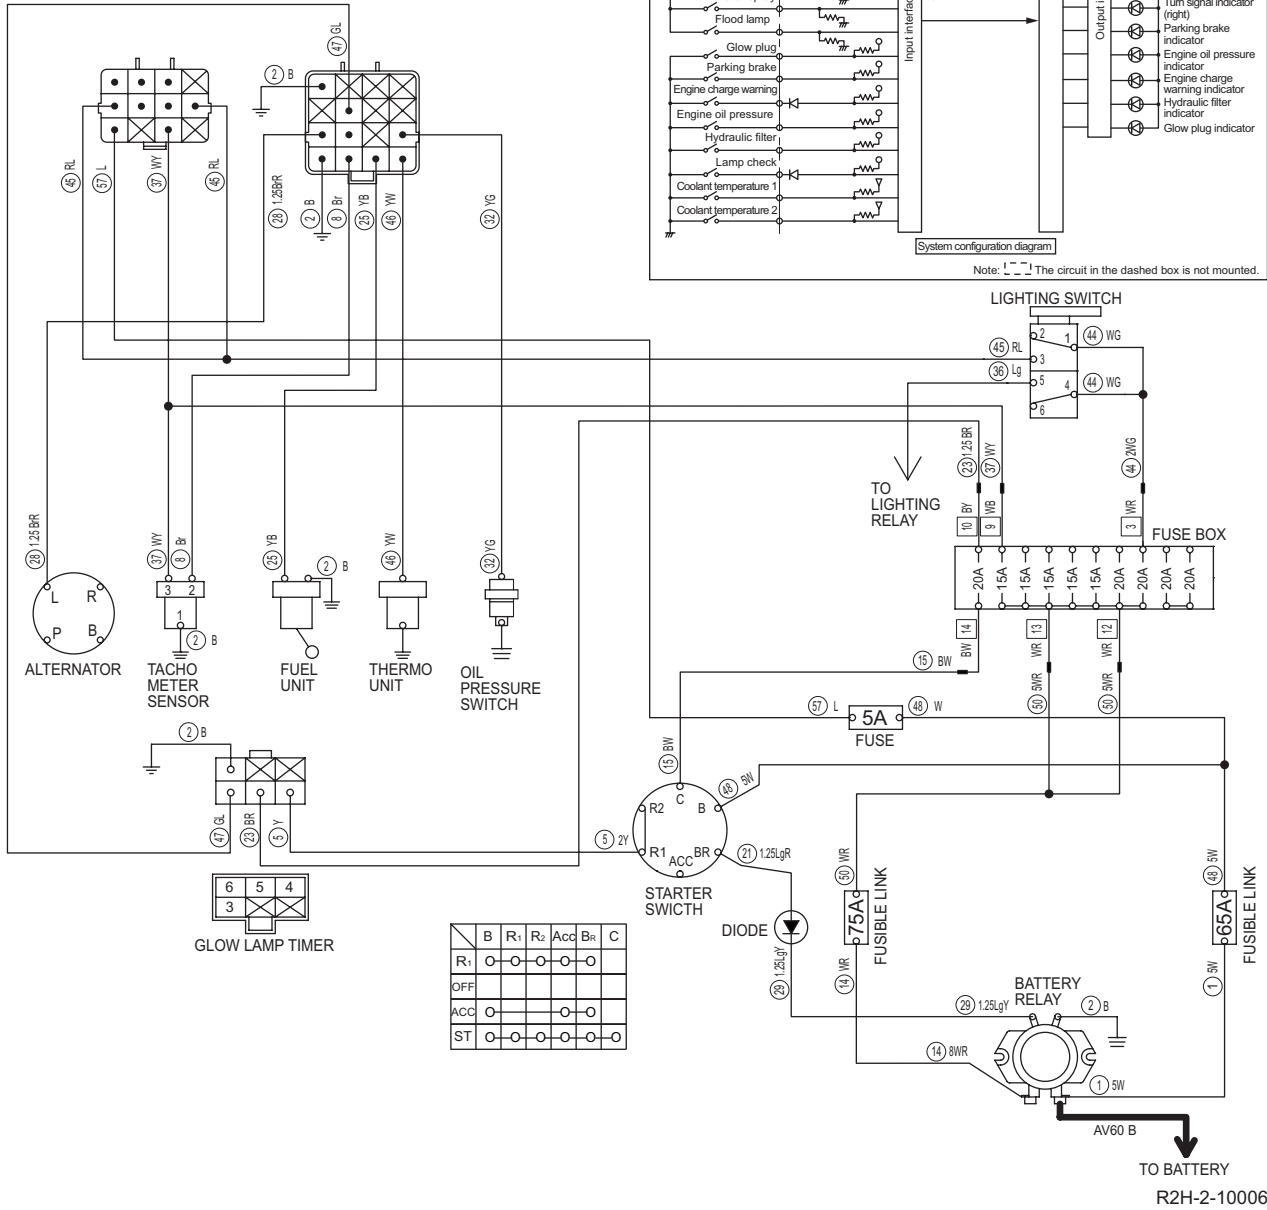 Flood lamp
Glow plug
Parking brake
Engine charge warning
Engine oil pressure
Hydraulic filter
Lamp check
Coolant temperature 1
Coolant temperature 2
Turn signal indicator
(right)
Parking brake
indicator
Engine oil pressure
indicator
Engine charge
warning indicator
Hydraulic filter
indicator
Glow plug indicator
System configuration diagram
Note: The circuit in the dashed box is not mounted.
47 GL
2 B
45 RL
57 L
37 WY
45 RL
28 1.25BrR
2 B
8 Br
25 YB
46 YW
32 YG
LIGHTING SWITCH
2
1
3
5
4
6
45 RL
36 Lg
44 WG
44 WG
TO
LIGHTING
RELAY
23 1.25 BR
37 WY
44 2WG
10 BY
9 WB
3 WR
FUSE BOX
20A
15A
15A
15A
15A
15A
20A
20A
20A
20A
14 BW
13 WR
12 WR
50 5WR
50 5WR
15 BW
28 1.25 BrR
37 WY
8 Br
25 YB
2 B
46 YW
32 YG
L
R
P
B
3 2
1
2 B
ALTERNATOR
TACHO
METER
SENSOR
FUEL
UNIT
THERMO
UNIT
OIL
PRESSURE
SWITCH
57 L
5A
48 W
FUSE
2 B
47 GL
23 BR
5 Y
15 BW
48 5W
C
R2
B
R1
BR
ACC
5 2Y
21 1.25LgR
STARTER
SWICTH
6 5 4
3
GLOW LAMP TIMER
DIODE
29 1.25LgY
50 WR
75A
FUSIBLE LINK
14 WR
48 5W
65A
FUSIBLE LINK
1 5W
B R1 R2 Acc BR C
R1
OFF
ACC
ST
BATTERY
RELAY
29 1.25LgY
2 B
14 8WR
1 5W
AV60 B
TO BATTERY
R2H-2-10006